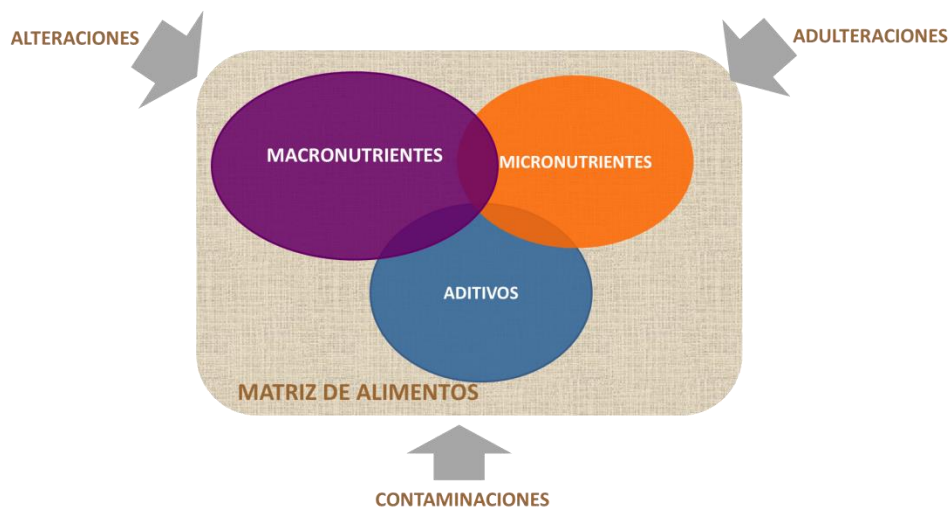 ALTERACIONES
ADULTERACIONES
MACRONUTRIENTES
MICRONUTRIENTES
ADITIVOS
MATRIZ DE ALIMENTOS
CONTAMINACIONES